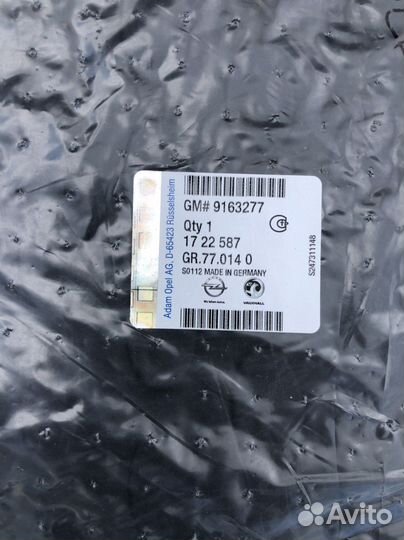 GM# 9163277
Qty 1
17 22 587
GR.77.014 0
S0112 MADE IN GERMANY
VAUXHALL
Adam Opel AG, D-65423 Rüsselsheim
S247311148
Avito